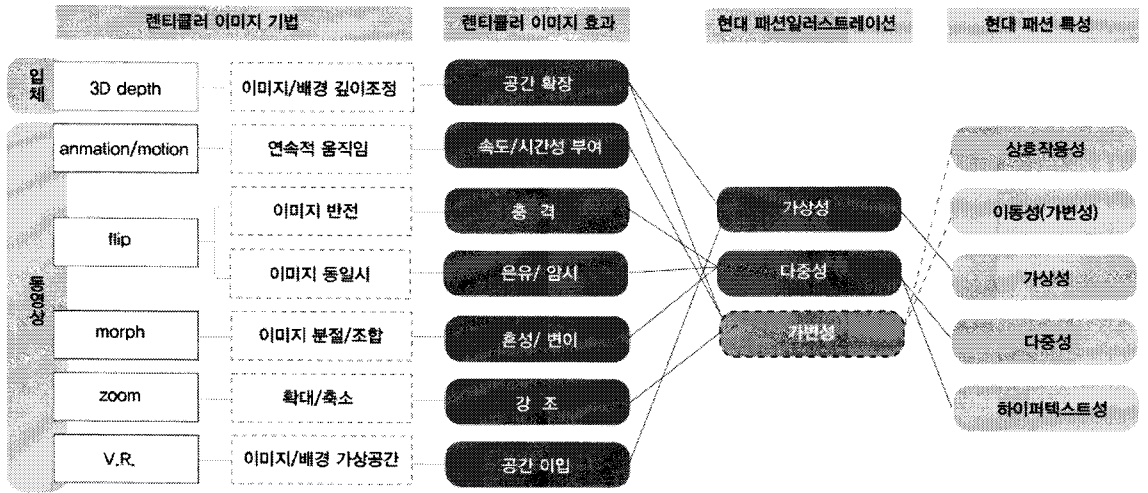 렌티큘러 이미지 기법
렌티큘러 이미지 효과
현대 패션일러스트레이션
현대 패션 특성
입체
3D depth
이미지/배경 깊이조정
공간 확장
동영상
anmation/motion
연속적 움직임
속도/시간성 부여
상호작용성
flip
이미지 반전
충 격
가상성
이동성(가변성)
이미지 동일시
은유/ 암시
다중성
가상성
morph
이미지 분절/조합
혼성/ 변이
가변성
다중성
zoom
확대/축소
강 조
하이퍼텍스트성
V.R.
이미지/배경 가상공간
공간 이입